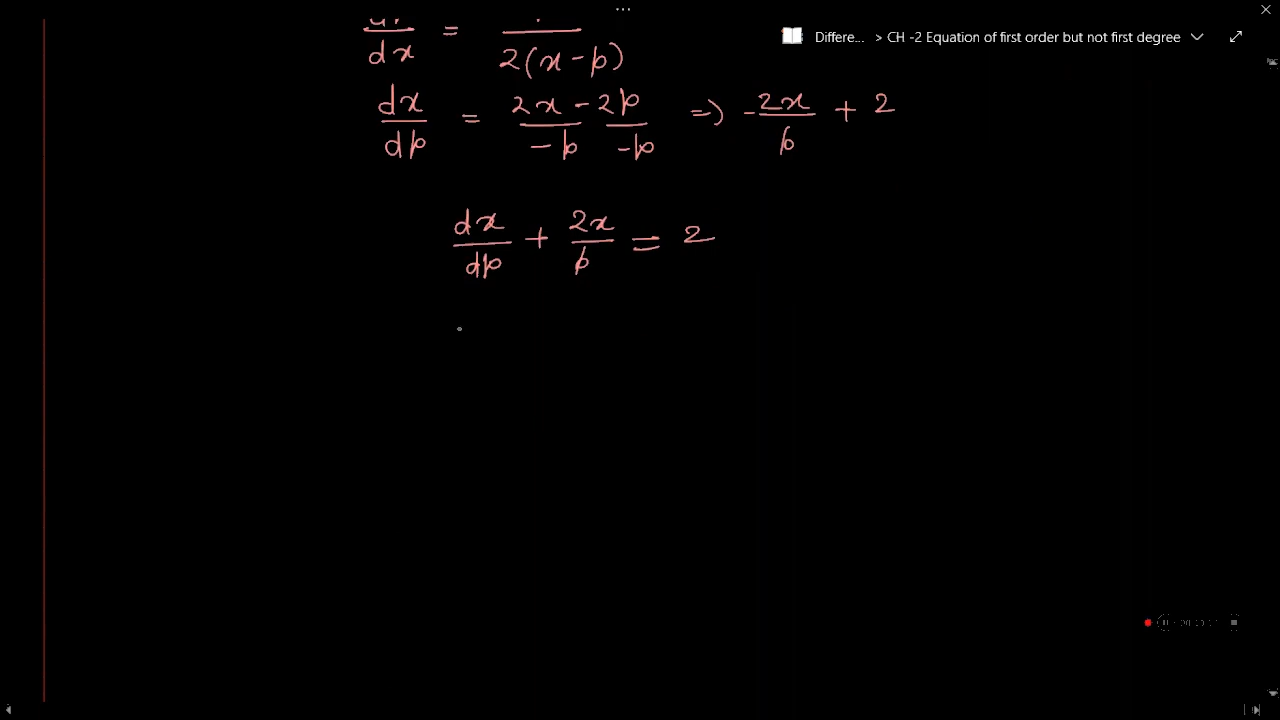 ...
Differe... > CH -2 Equation of first order but not first degree
dx = 2(x-p)
dx/dp = 2x-2p/-p -p => -2x/p + 2
dx/dp + 2x/p = 2